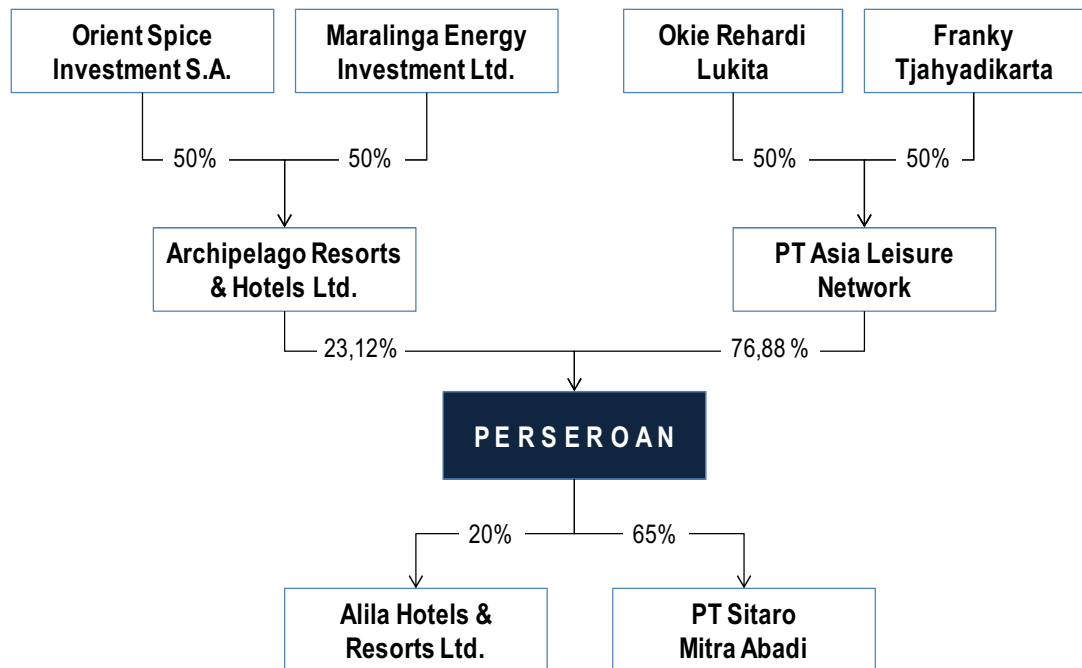 Orient Spice
Investment S.A.
Maralinga Energy
Investment Ltd.
Okie Rehardi
Lukita
Franky
Tjahyadikarta
50%
50%
50%
50%
Archipelago Resorts
& Hotels Ltd.
PT Asia Leisure
Network
23,12%
76,88 %
PERSEROAN
20%
65%
Alila Hotels &
Resorts Ltd.
PT Sitaro
Mitra Abadi